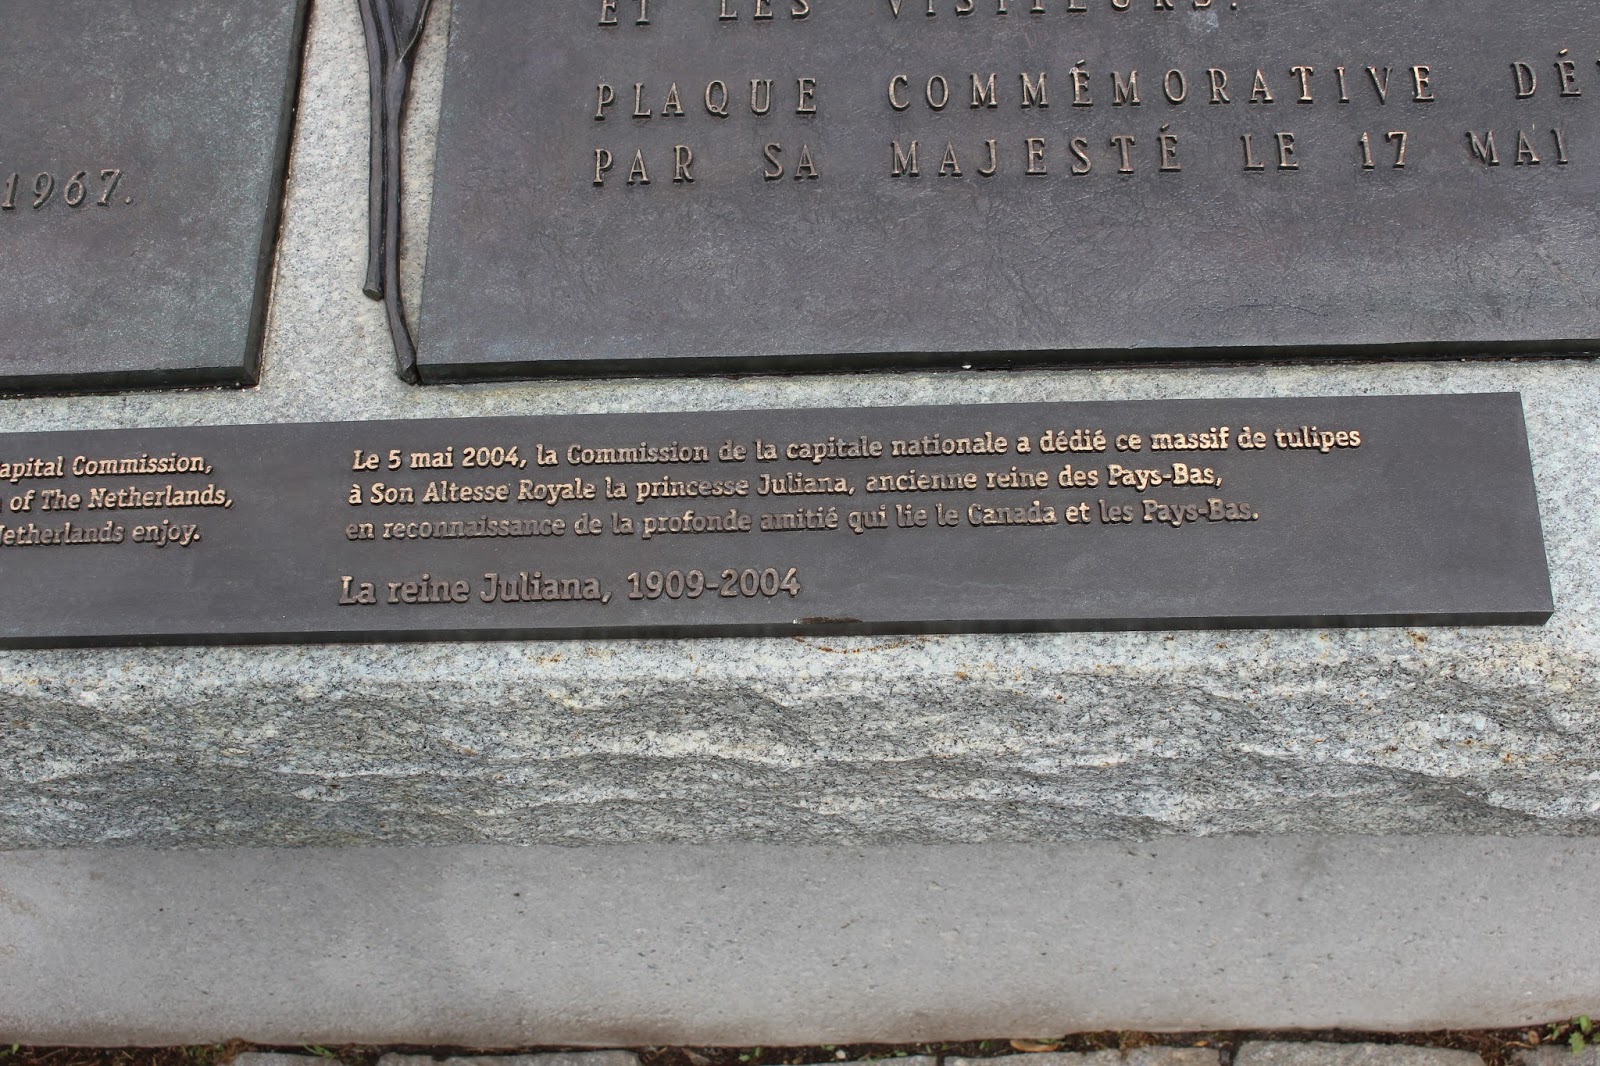 ET LES VISITEURS.
PLAQUE COMMÉMORATIVE
PAR SA MAJESTÉ LE 17 MAI
1967.
Capital Commission,
of The Netherlands,
Netherlands enjoy.
Le 5 mai 2004, la Commission de la capitale nationale a dédié ce massif de tulipes
à Son Altesse Royale la princesse Juliana, ancienne reine des Pays-Bas,
en reconnaissance de la profonde amitié qui lie le Canada et les Pays-Bas.
La reine Juliana, 1909-2004